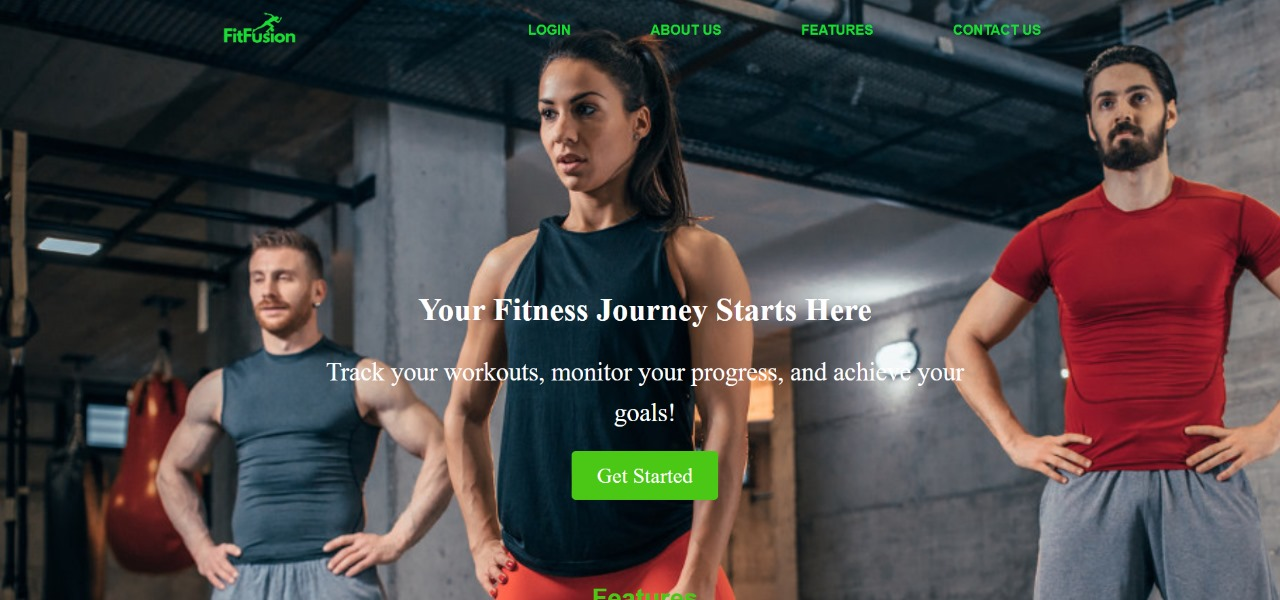 FitFusion
LOGIN ABOUT US FEATURES CONTACT US
Your Fitness Journey Starts Here
Track your workouts, monitor your progress, and achieve your
goals!
Get Started
Features